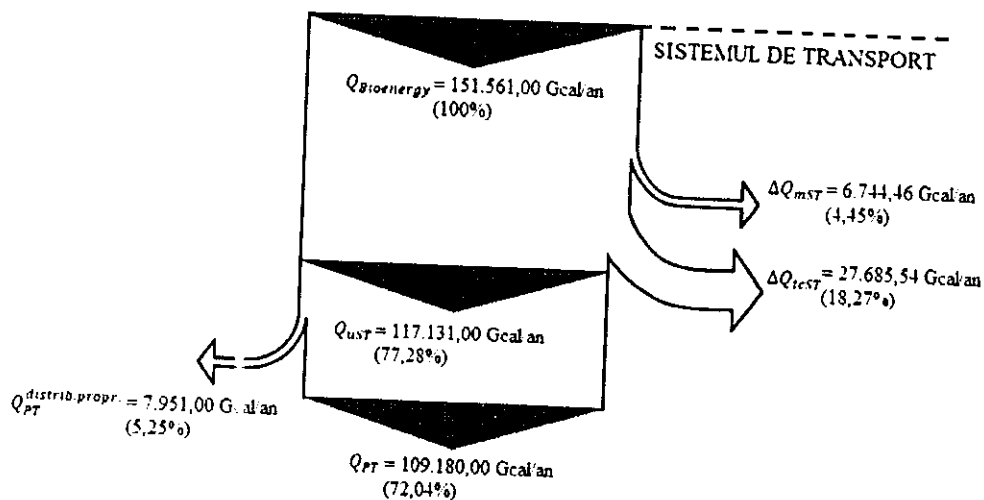 SISTEMUL DE TRANSPORT
Q_Bioenergy = 151.561,00 Gcal/an
(100%)
ΔQ_mST = 6.744,46 Gcal/an
(4,45%)
ΔQ_tcST = 27.685,54 Gcal/an
(18,27%)
Q_uST = 117.131,00 Gcal/an
(77,28%)
Q_PT^distrib.propr. = 7.951,00 Gcal/an
(5,25%)
Q_PT = 109.180,00 Gcal/an
(72,04%)